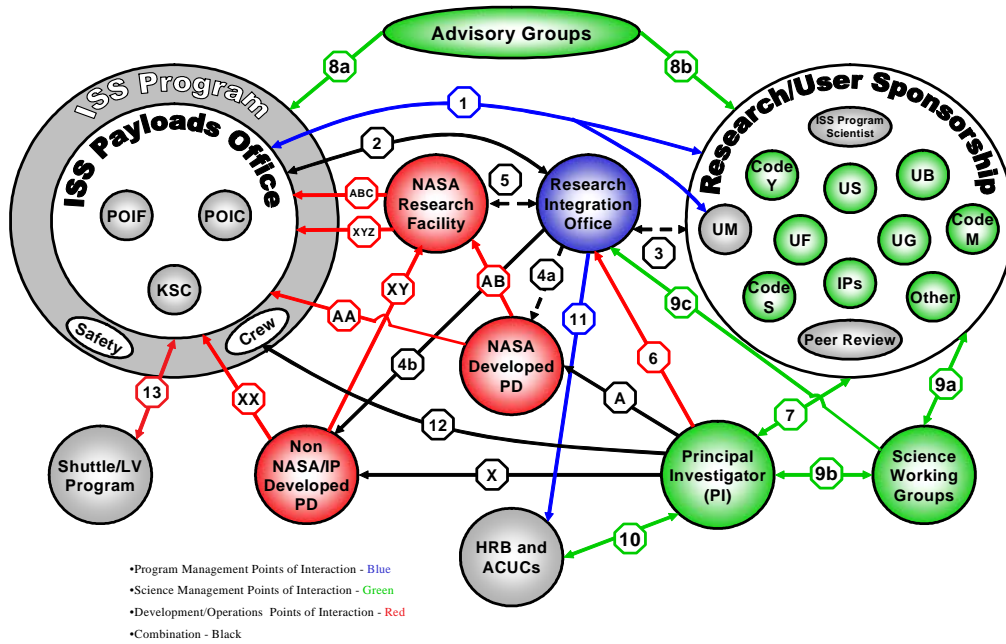 Advisory Groups
8a
8b
ISS Program
ISS Payloads Office
Research/User Sponsorship
1
2
ISS Program
Scientist
POIF
POIC
KSC
Safety
Crew
ABC
XYZ
NASA
Research
Facility
5
Research
Integration
Office
3
UM
Code
Y
US
UB
UF
UG
Code
M
Code
S
IPs
Other
Peer Review
XY
AB
4a
AA
11
9c
4b
NASA
Developed
PD
6
13
XX
12
A
7
9a
Shuttle/LV
Program
Non
NASA/IP
Developed
PD
X
Principal
Investigator
(PI)
9b
Science
Working
Groups
HRB and
ACUCs
10
•Program Management Points of Interaction - Blue
•Science Management Points of Interaction - Green
•Development/Operations Points of Interaction - Red
•Combination - Black